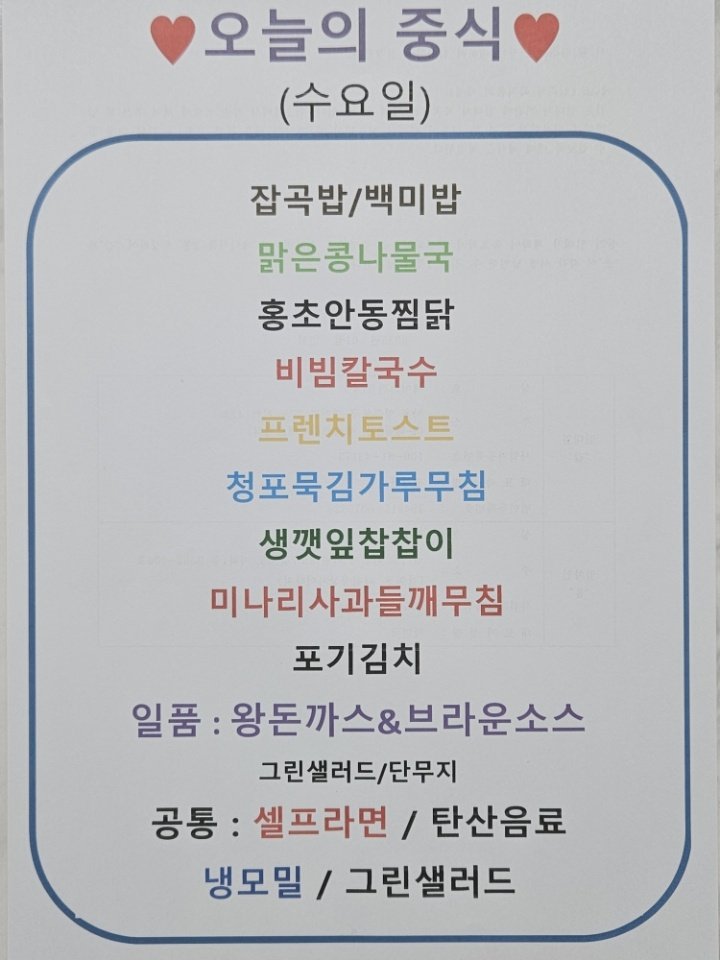 ♥오늘의 중식♥
(수요일)
잡곡밥/백미밥
맑은콩나물국
홍초안동찜닭
비빔칼국수
프렌치토스트
청포묵김가루무침
생깻잎찹찹이
미나리사과들깨무침
포기김치
일품 : 왕돈까스&브라운소스
그린샐러드/단무지
공통 : 셀프라면 / 탄산음료
냉모밀 / 그린샐러드